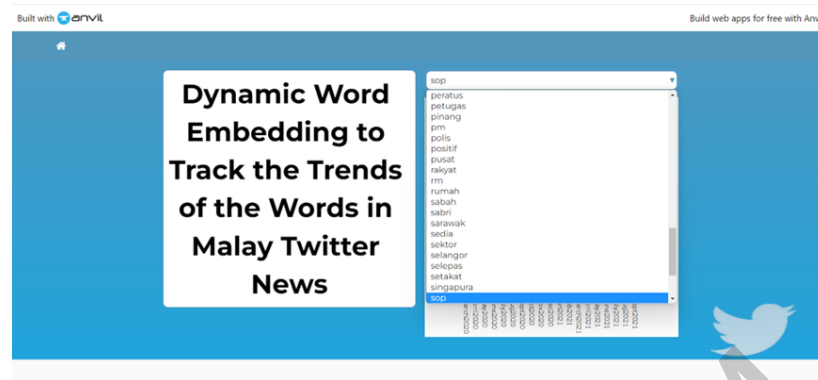 Built with anvil
Build web apps for free with Anv
Dynamic Word
Embedding to
Track the Trends
of the Words in
Malay Twitter
News
sop
peratus
petugas
pinang
pm
polis
positif
pusat
rakyat
rm
rumah
sabah
sabri
sarawak
sedia
sektor
selangor
selepas
setakat
singapura
sop